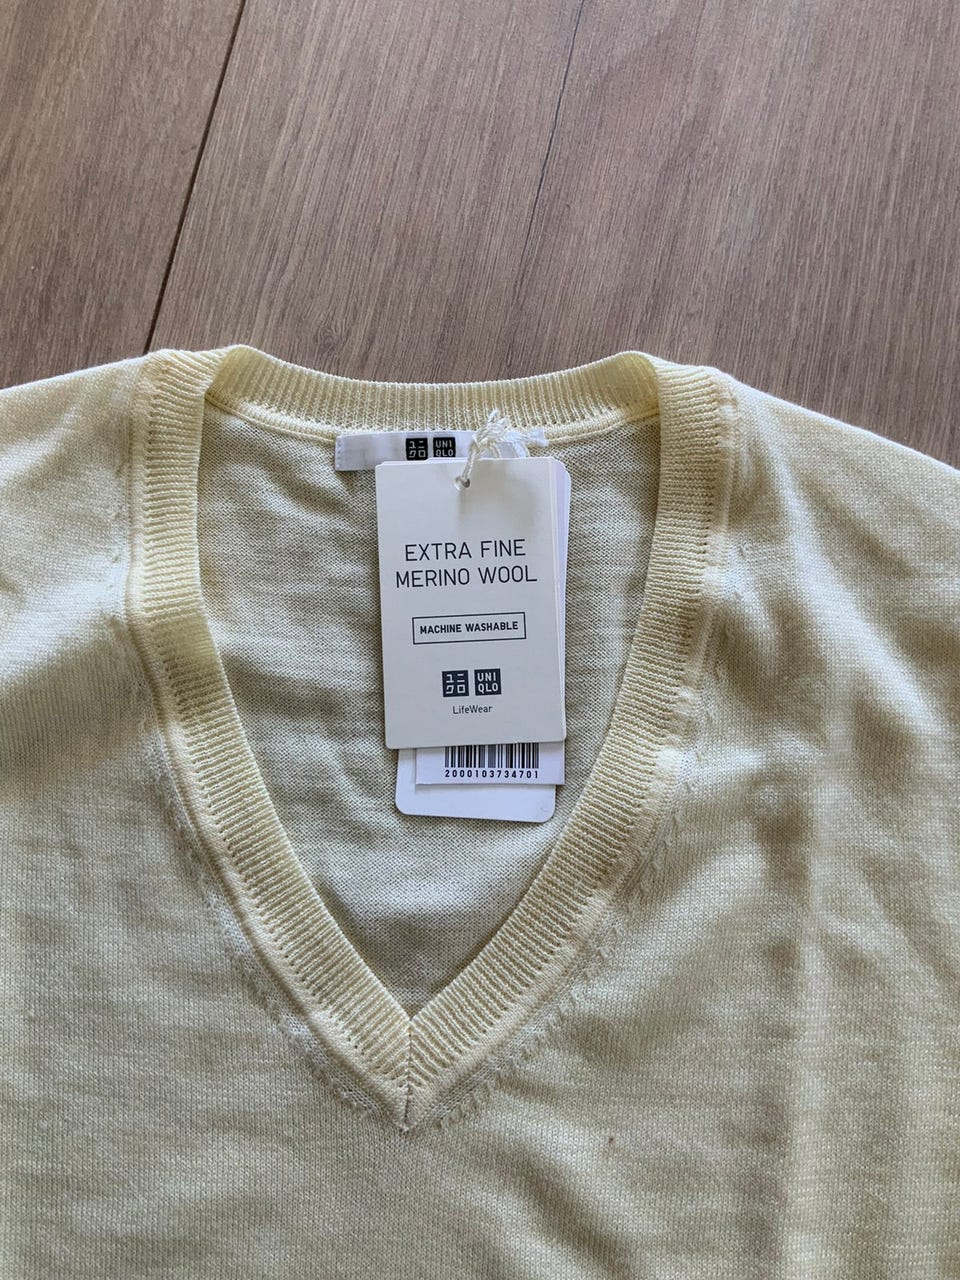 ユニ UNI
クロ QLO
EXTRA FINE
MERINO WOOL
MACHINE WASHABLE
ユニ UNI
クロ QLO
LifeWear
2000103734701